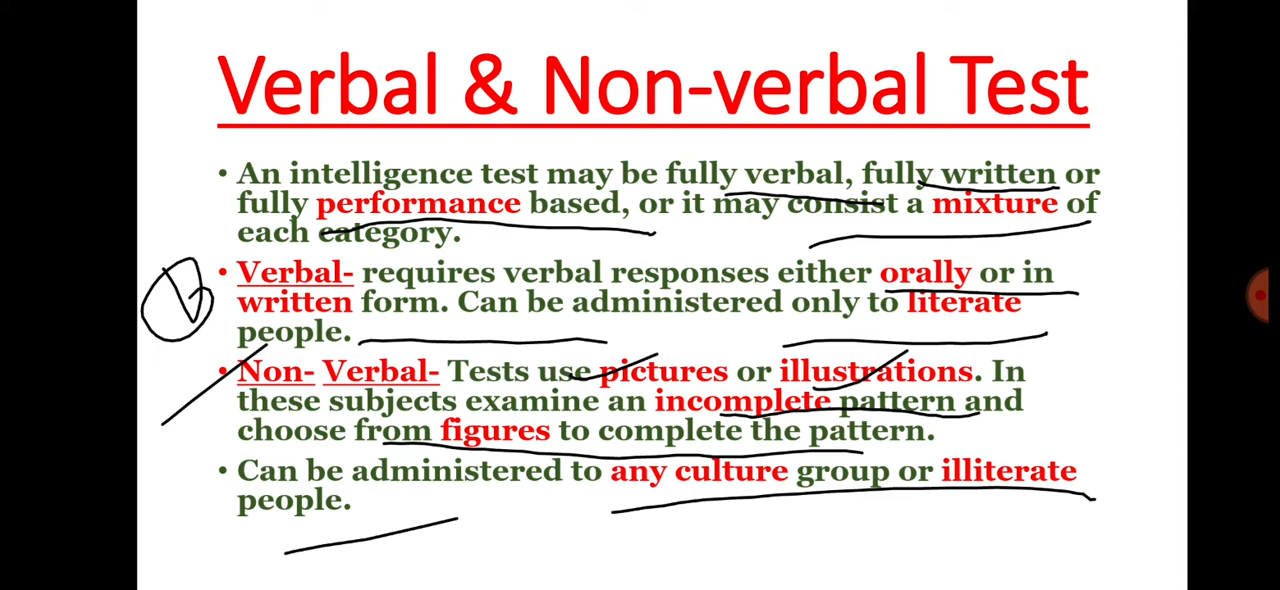 Verbal & Non-verbal Test
• An intelligence test may be fully verbal, fully written or
fully performance based, or it may consist a mixture of
each category.
• Verbal- requires verbal responses either orally or in
written form. Can be administered only to literate
people.
• Non- Verbal- Tests use pictures or illustrations. In
these subjects examine an incomplete pattern and
choose from figures to complete the pattern.
• Can be administered to any culture group or illiterate
people.